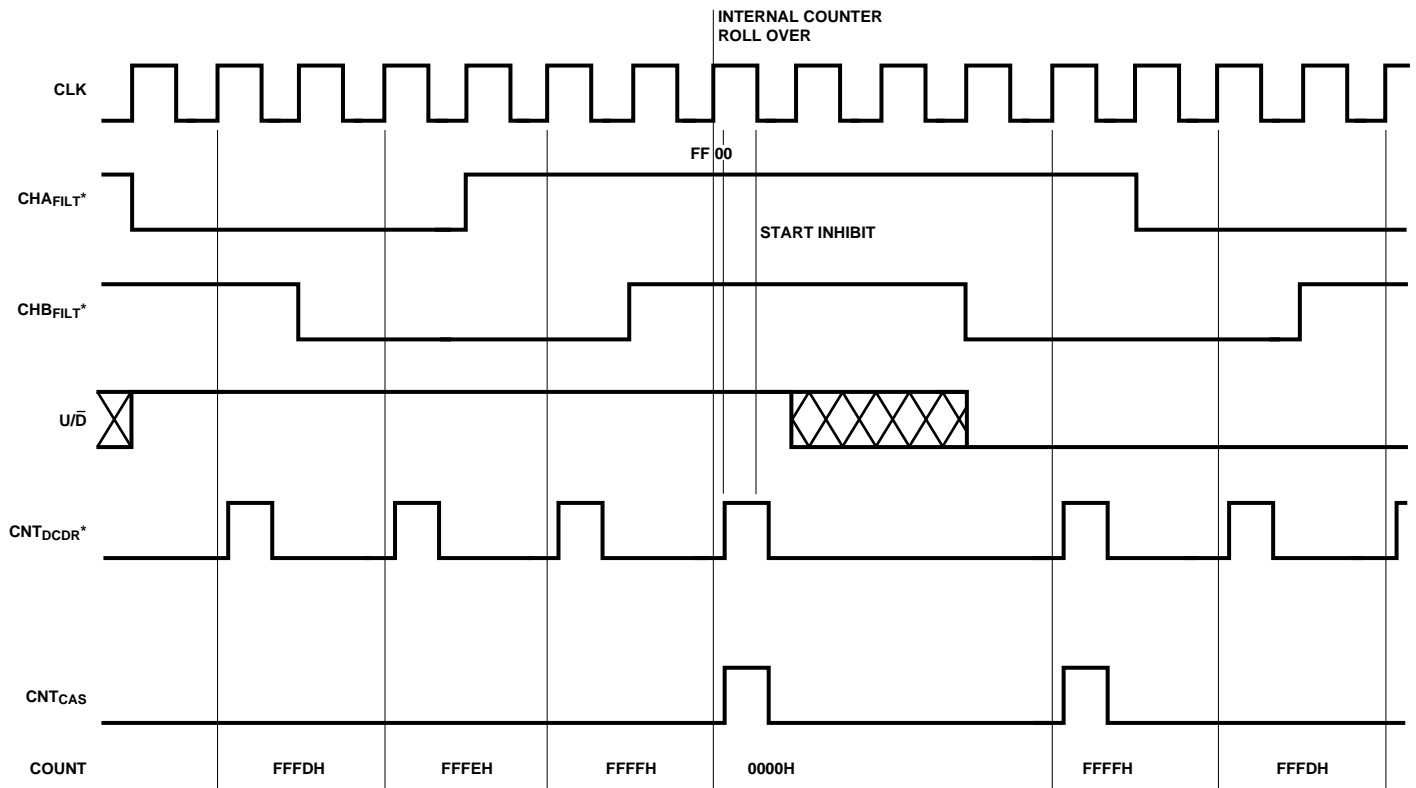 INTERNAL COUNTER
ROLL OVER
CLK
FF 00
CHAFILT*
START INHIBIT
CHBFILT*
U/D̅
CNTDCDR*
CNTCAS
COUNT FFFDH FFFEH FFFFH 0000H FFFFH FFFDH